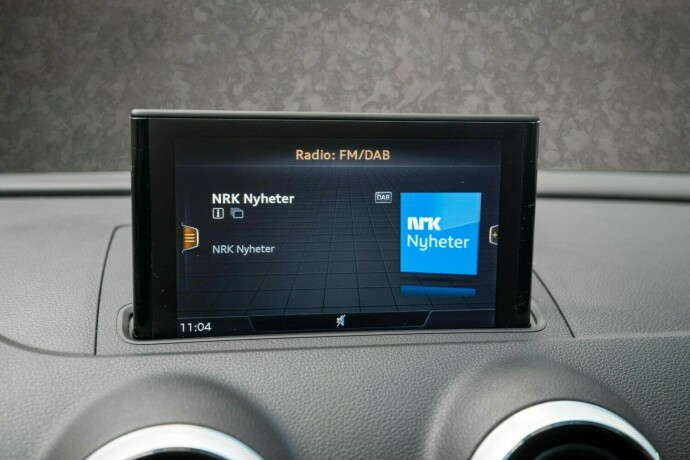 Radio: FM/DAB
NRK Nyheter
DAB
NRK Nyheter
NRK
Nyheter
11:04